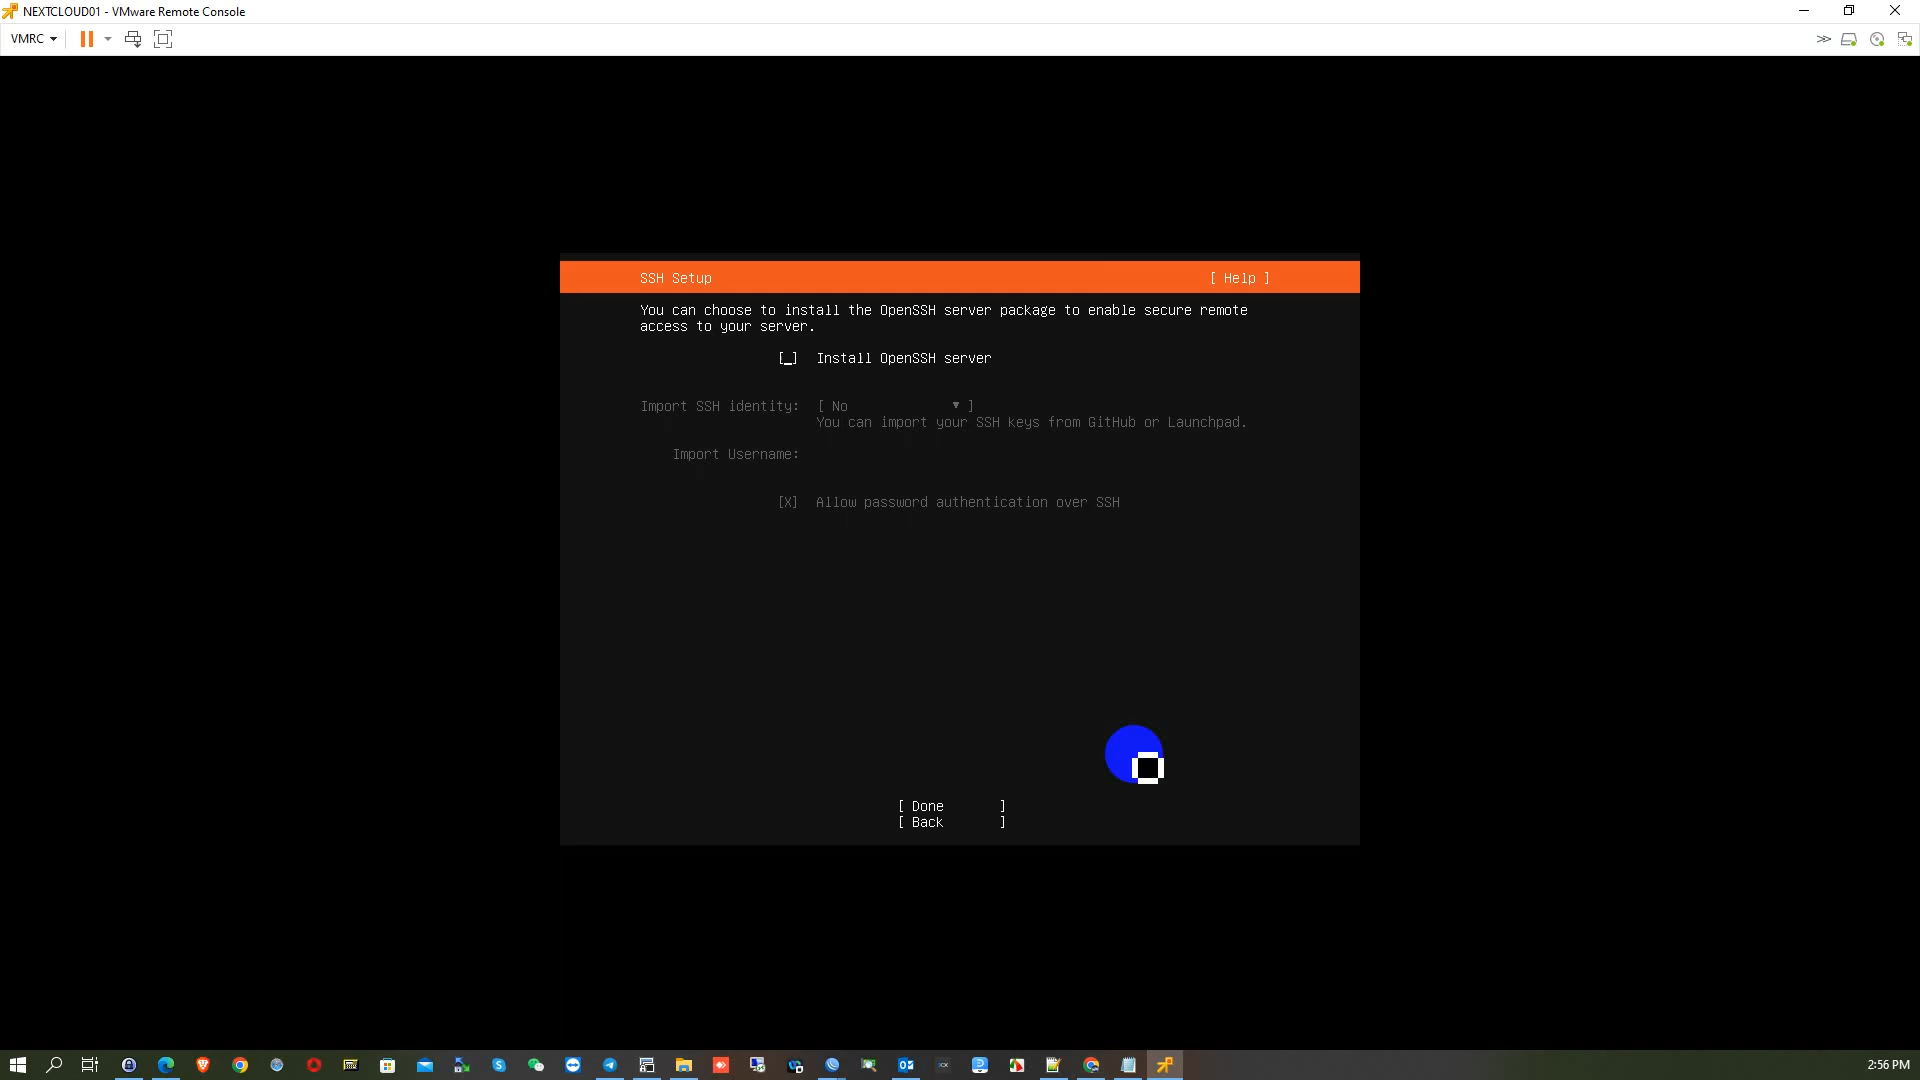 NEXTCLOUD01 - VMware Remote Console
VMRC
SSH Setup [ Help ]
You can choose to install the OpenSSH server package to enable secure remote
access to your server.
[_] Install OpenSSH server
Import SSH identity: [ No ▾ ]
You can import your SSH keys from GitHub or Launchpad.
Import Username:
[X] Allow password authentication over SSH
[ Done ]
[ Back ]
2:56 PM